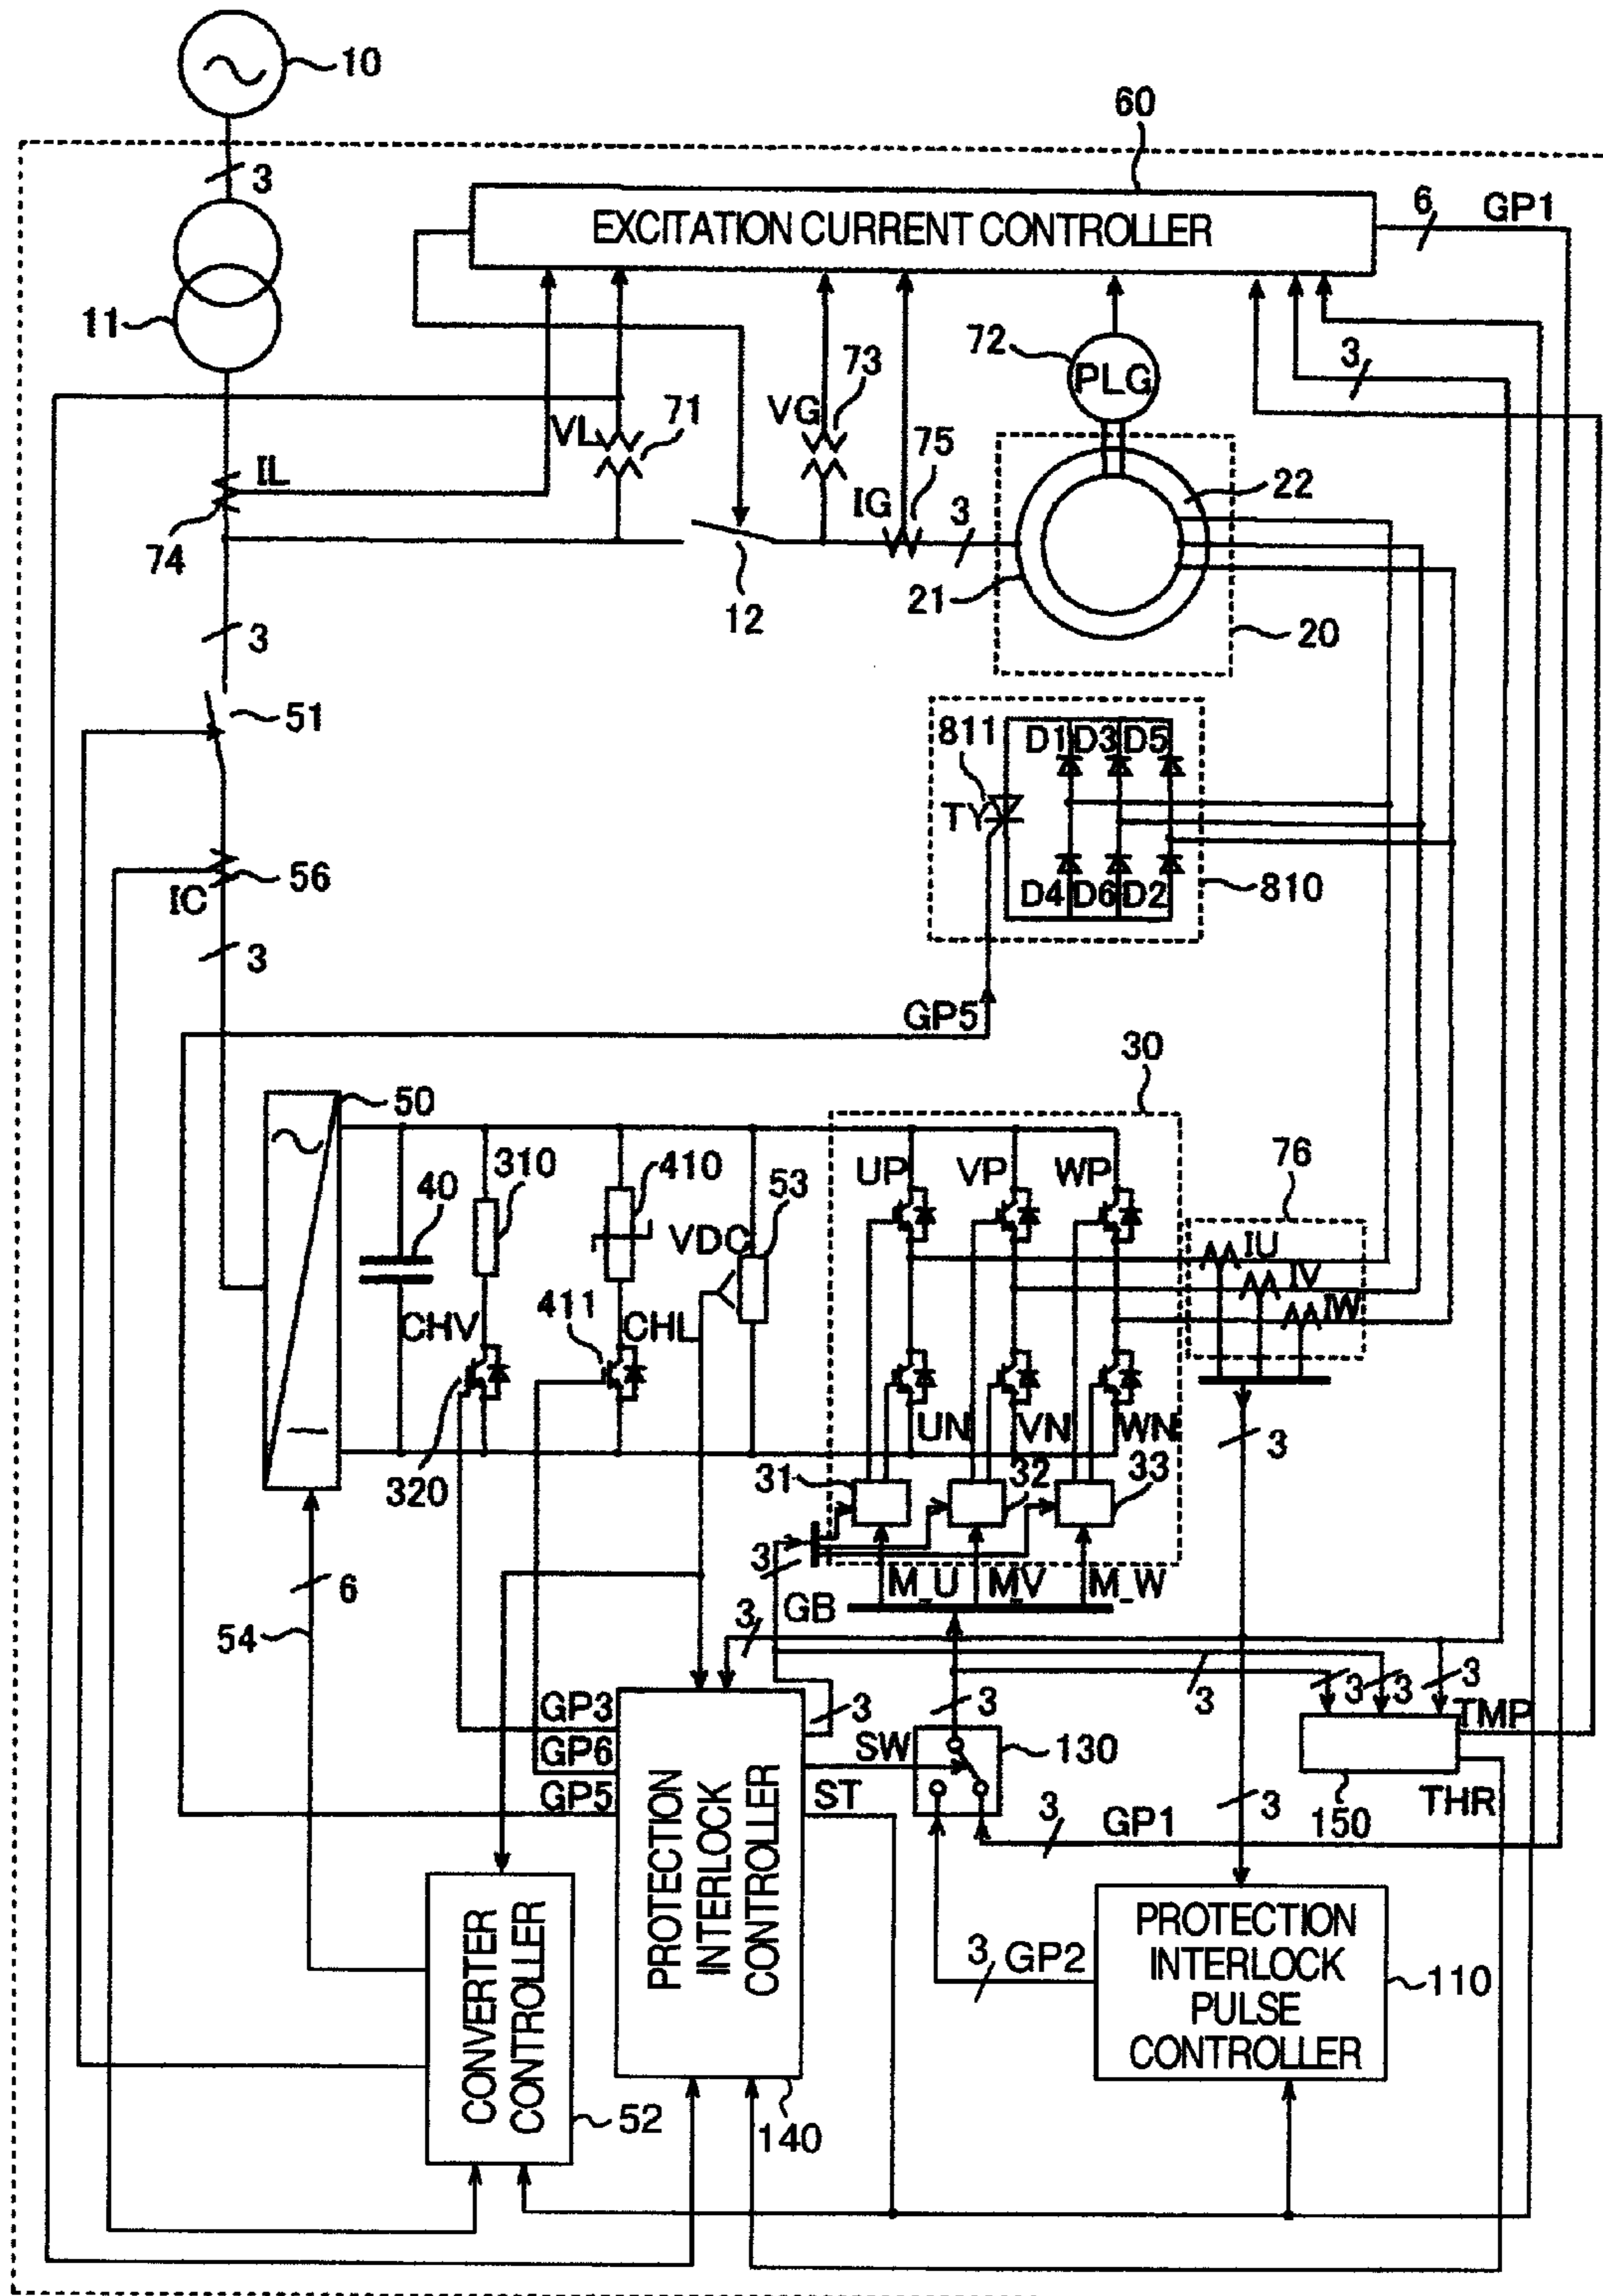 10
60
3
6 GP1
EXCITATION CURRENT CONTROLLER
11
72
PLG
3
73
VL 71
VG
75
IL
IG 3
22
74
12
21
20
3
51
811 D1 D3 D5
TY
56
IC
D4 D6 D2
810
3
GP5
30
50
310
410
UP VP WP
76
40
53
VDC
IU
IV
IW
411
CHV
CHL
UN VN WN
3
320
31 32 33
3
6
M_U MV M_W
GB
54
3
3 3 3 3
3
GP3
3
TMP
SW
130
GP6
ST
GP5
3
3 GP1
150
THR
PROTECTION
INTERLOCK
CONTROLLER
CONVERTER
CONTROLLER
PROTECTION
INTERLOCK
PULSE
CONTROLLER
3 GP2
110
52
140